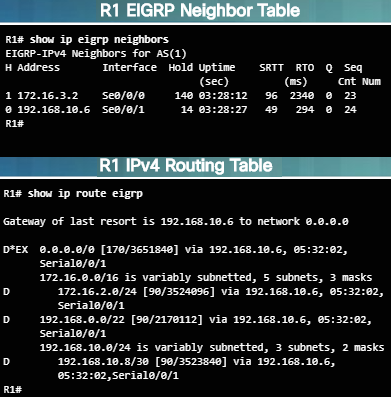 R1 EIGRP Neighbor Table
R1# show ip eigrp neighbors
EIGRP-IPv4 Neighbors for AS(1)
H Address Interface Hold Uptime SRTT RTO Q Seq
(sec) (ms) Cnt Num
1 172.16.3.2 Se0/0/0 140 03:28:12 96 2340 0 23
0 192.168.10.6 Se0/0/1 14 03:28:27 49 294 0 24
R1#
R1 IPv4 Routing Table
R1# show ip route eigrp
Gateway of last resort is 192.168.10.6 to network 0.0.0.0
D*EX 0.0.0.0/0 [170/3651840] via 192.168.10.6, 05:32:02,
Serial0/0/1
172.16.0.0/16 is variably subnetted, 5 subnets, 3 masks
D 172.16.2.0/24 [90/3524096] via 192.168.10.6, 05:32:02,
Serial0/0/1
D 192.168.0.0/22 [90/2170112] via 192.168.10.6, 05:32:02,
Serial0/0/1
192.168.10.0/24 is variably subnetted, 3 subnets, 2 masks
D 192.168.10.8/30 [90/3523840] via 192.168.10.6,
05:32:02,Serial0/0/1
R1#